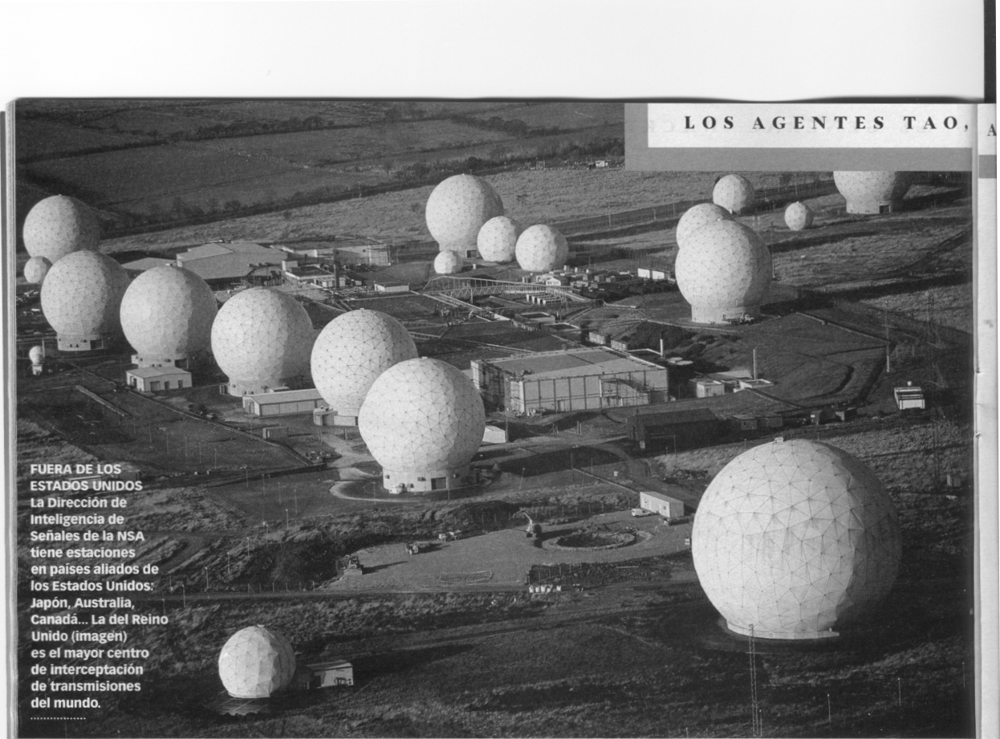 LOS AGENTES TAO,
A
FUERA DE LOS
ESTADOS UNIDOS
La Dirección de
Inteligencia de
Señales de la NSA
tiene estaciones
en países aliados de
los Estados Unidos:
Japón, Australia,
Canadá... La del Reino
Unido (imagen)
es el mayor centro
de interceptación
de transmisiones
del mundo.